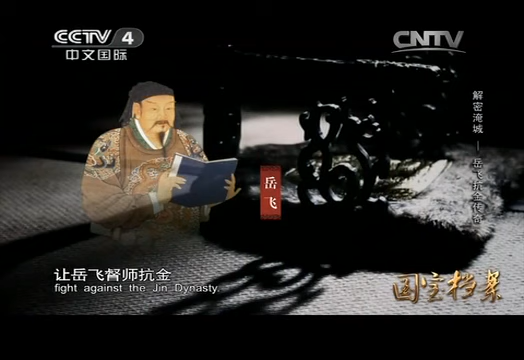 CCTV 4
中文国际
CNTV
解密淹城
—岳飞抗金传奇
岳飞
让岳飞督师抗金
fight against the Jin Dynasty.
国宝档案